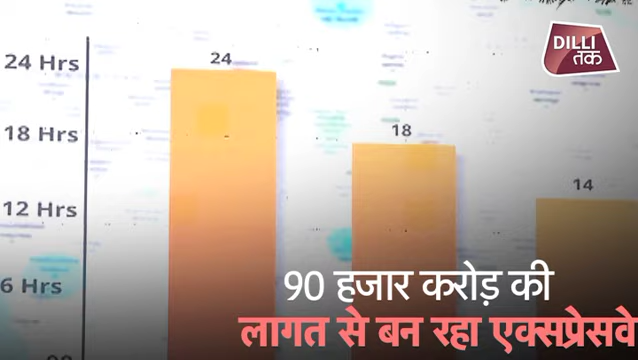 DILLI
तक
24 Hrs
24
18 Hrs
18
14
12 Hrs
6 Hrs
90 हजार करोड़ की
लागत से बन रहा एक्सप्रेसवे